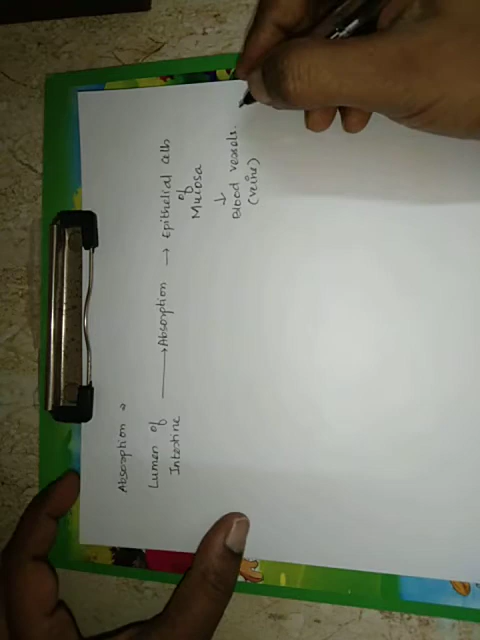 Absorption →
Lumen of Intestine → Absorption → Epithelial cells of Mucosa
↓
Blood vessels.
(veins)